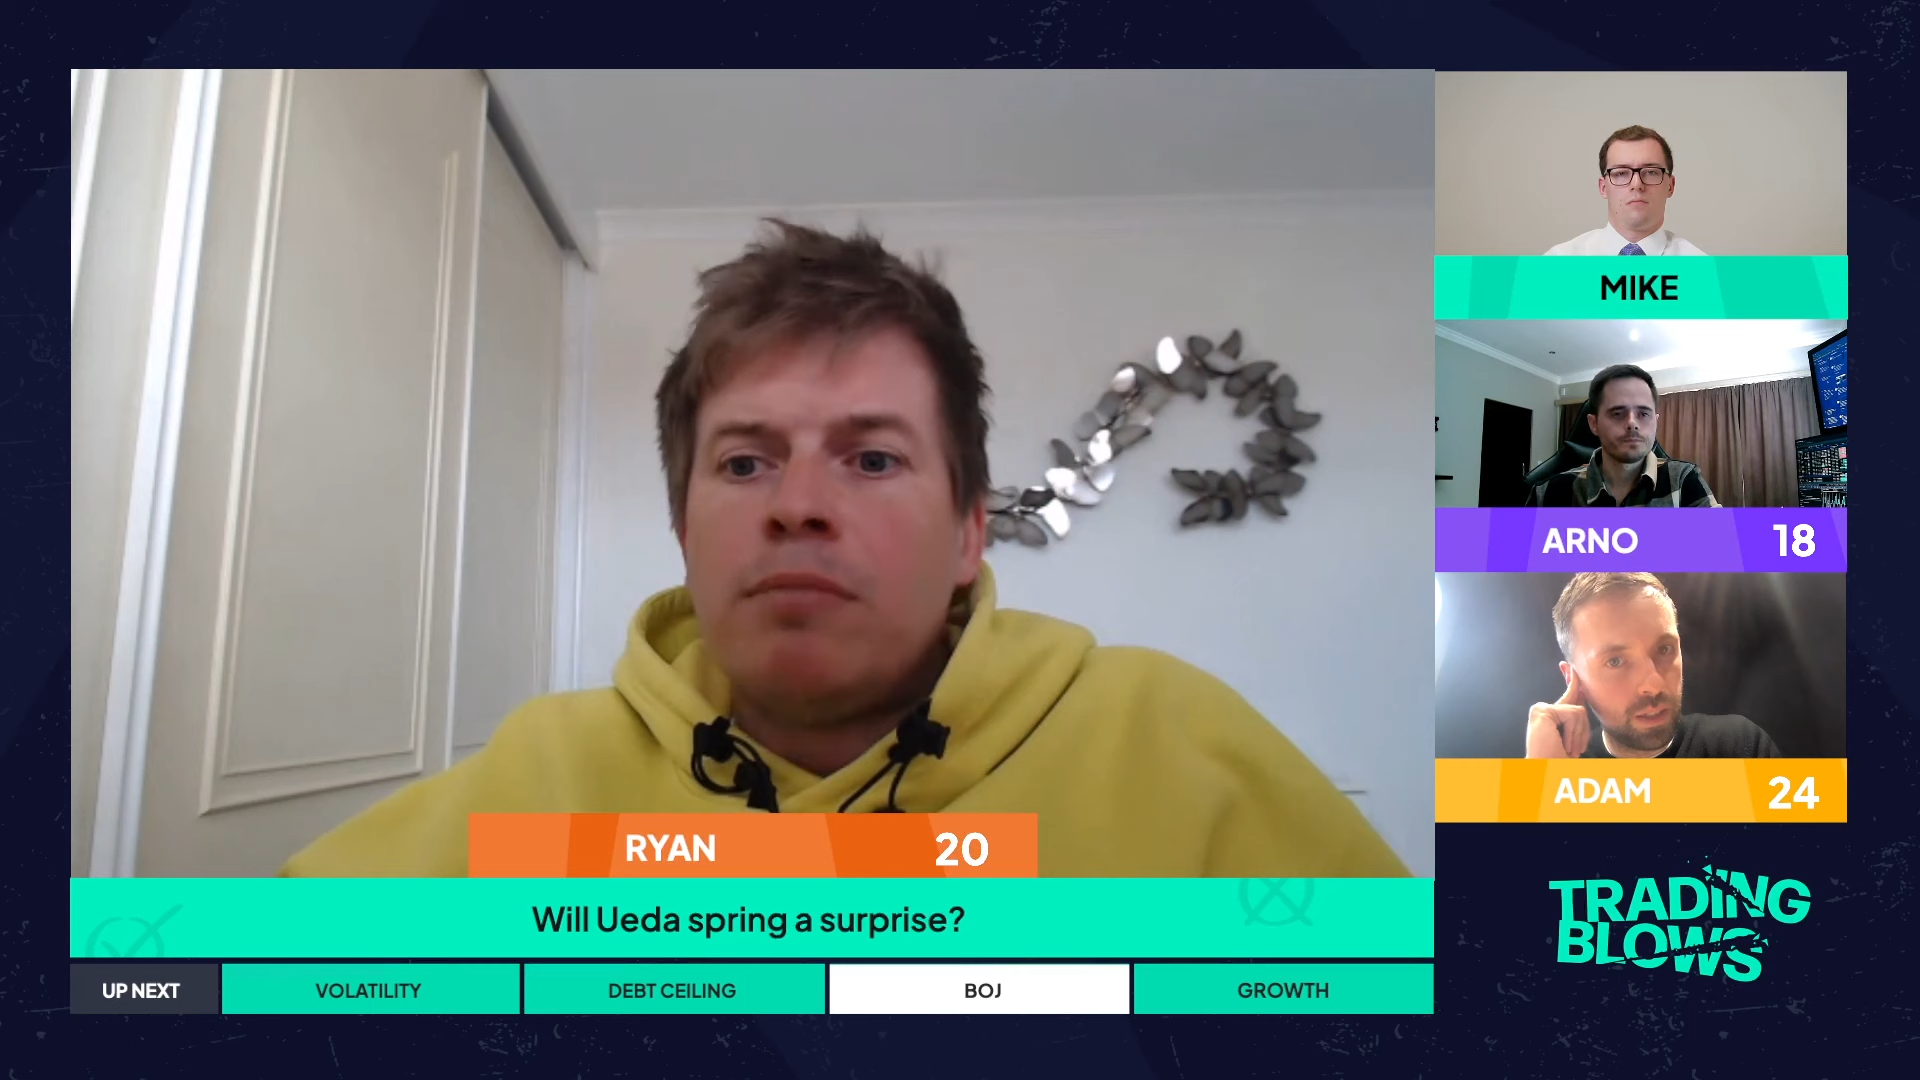 MIKE
ARNO 18
ADAM 24
RYAN 20
Will Ueda spring a surprise?
UP NEXT VOLATILITY DEBT CEILING BOJ GROWTH
TRADING
BLOWS